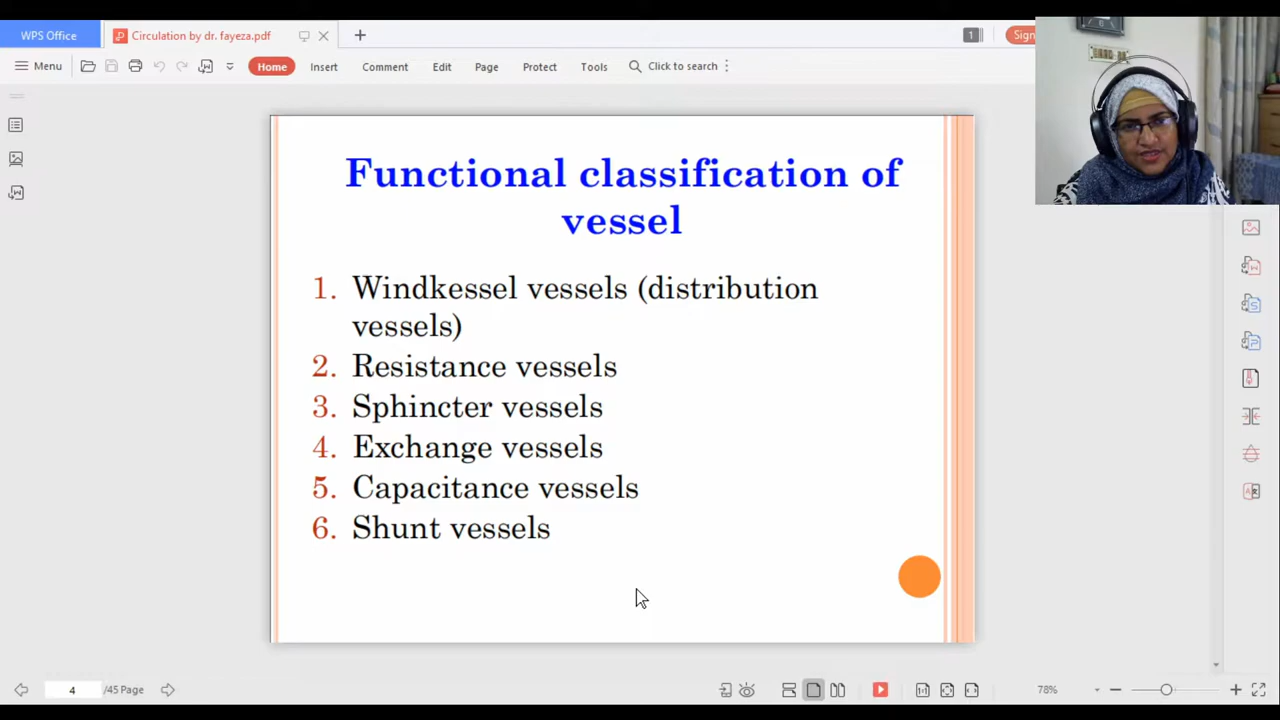 WPS Office
Circulation by dr. fayeza.pdf
1
Sign
Menu
Home
Insert
Comment
Edit
Page
Protect
Tools
Click to search
Functional classification of
vessel
1. Windkessel vessels (distribution
vessels)
2. Resistance vessels
3. Sphincter vessels
4. Exchange vessels
5. Capacitance vessels
6. Shunt vessels
4 /45 Page
78%